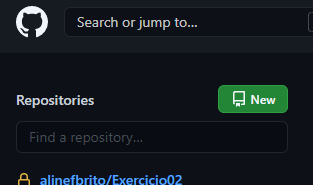 Search or jump to...
Repositories
New
Find a repository...
alinefbrito/Exercicio02